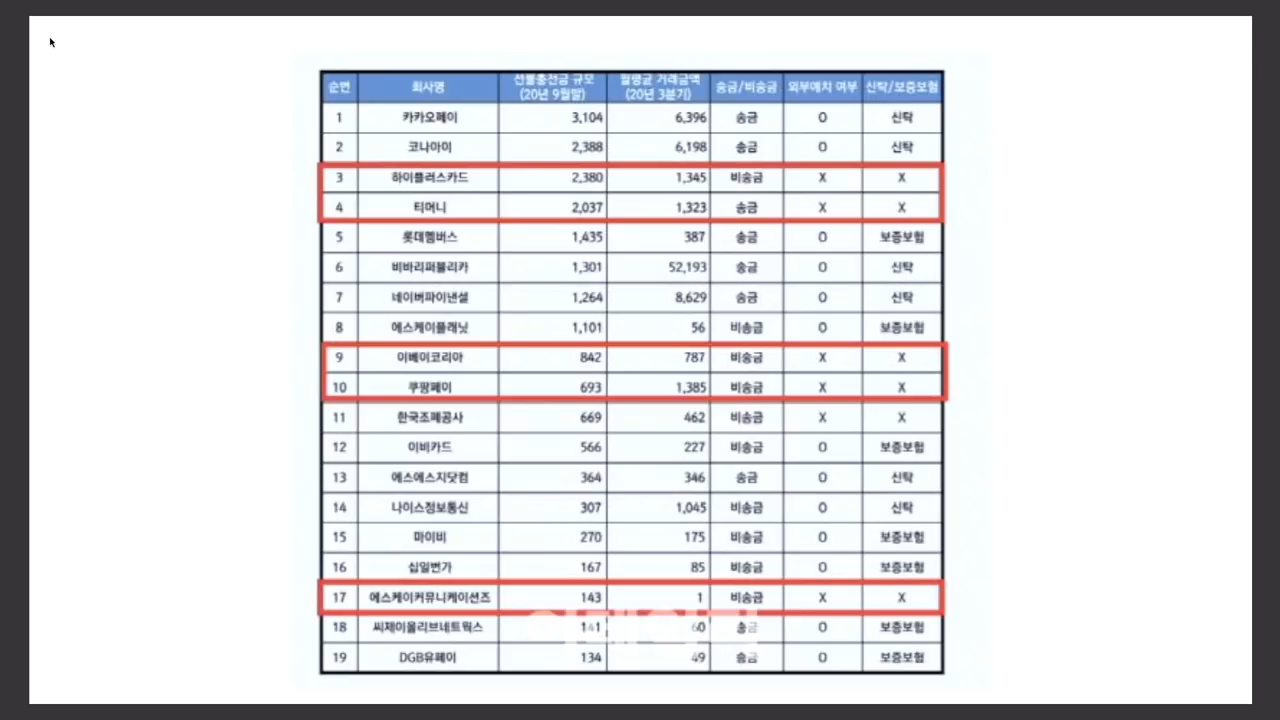 순번 회사명 선불충전금 규모 (20년 9월말) 월평균 거래금액 (20년 3분기) 송금/비송금 외부예치 여부 신탁/보증보험
1 카카오페이 3,104 6,396 송금 O 신탁
2 코나아이 2,388 6,198 송금 O 신탁
3 하이플러스카드 2,380 1,345 비송금 X X
4 티머니 2,037 1,323 송금 X X
5 롯데멤버스 1,435 387 송금 O 보증보험
6 비바리퍼블리카 1,301 52,193 송금 O 신탁
7 네이버파이낸셜 1,264 8,629 송금 O 신탁
8 에스케이플래닛 1,101 56 비송금 O 보증보험
9 이베이코리아 842 787 비송금 X X
10 쿠팡페이 693 1,385 비송금 X X
11 한국조폐공사 669 462 비송금 X X
12 이비카드 566 227 비송금 O 보증보험
13 에스에스지닷컴 364 346 송금 O 신탁
14 나이스정보통신 307 1,045 비송금 O 신탁
15 마이비 270 175 비송금 O 보증보험
16 십일번가 167 85 비송금 O 보증보험
17 에스케이커뮤니케이션즈 143 1 비송금 X X
18 씨제이올리브네트웍스 141 60 송금 O 보증보험
19 DGB유페이 134 49 송금 O 보증보험